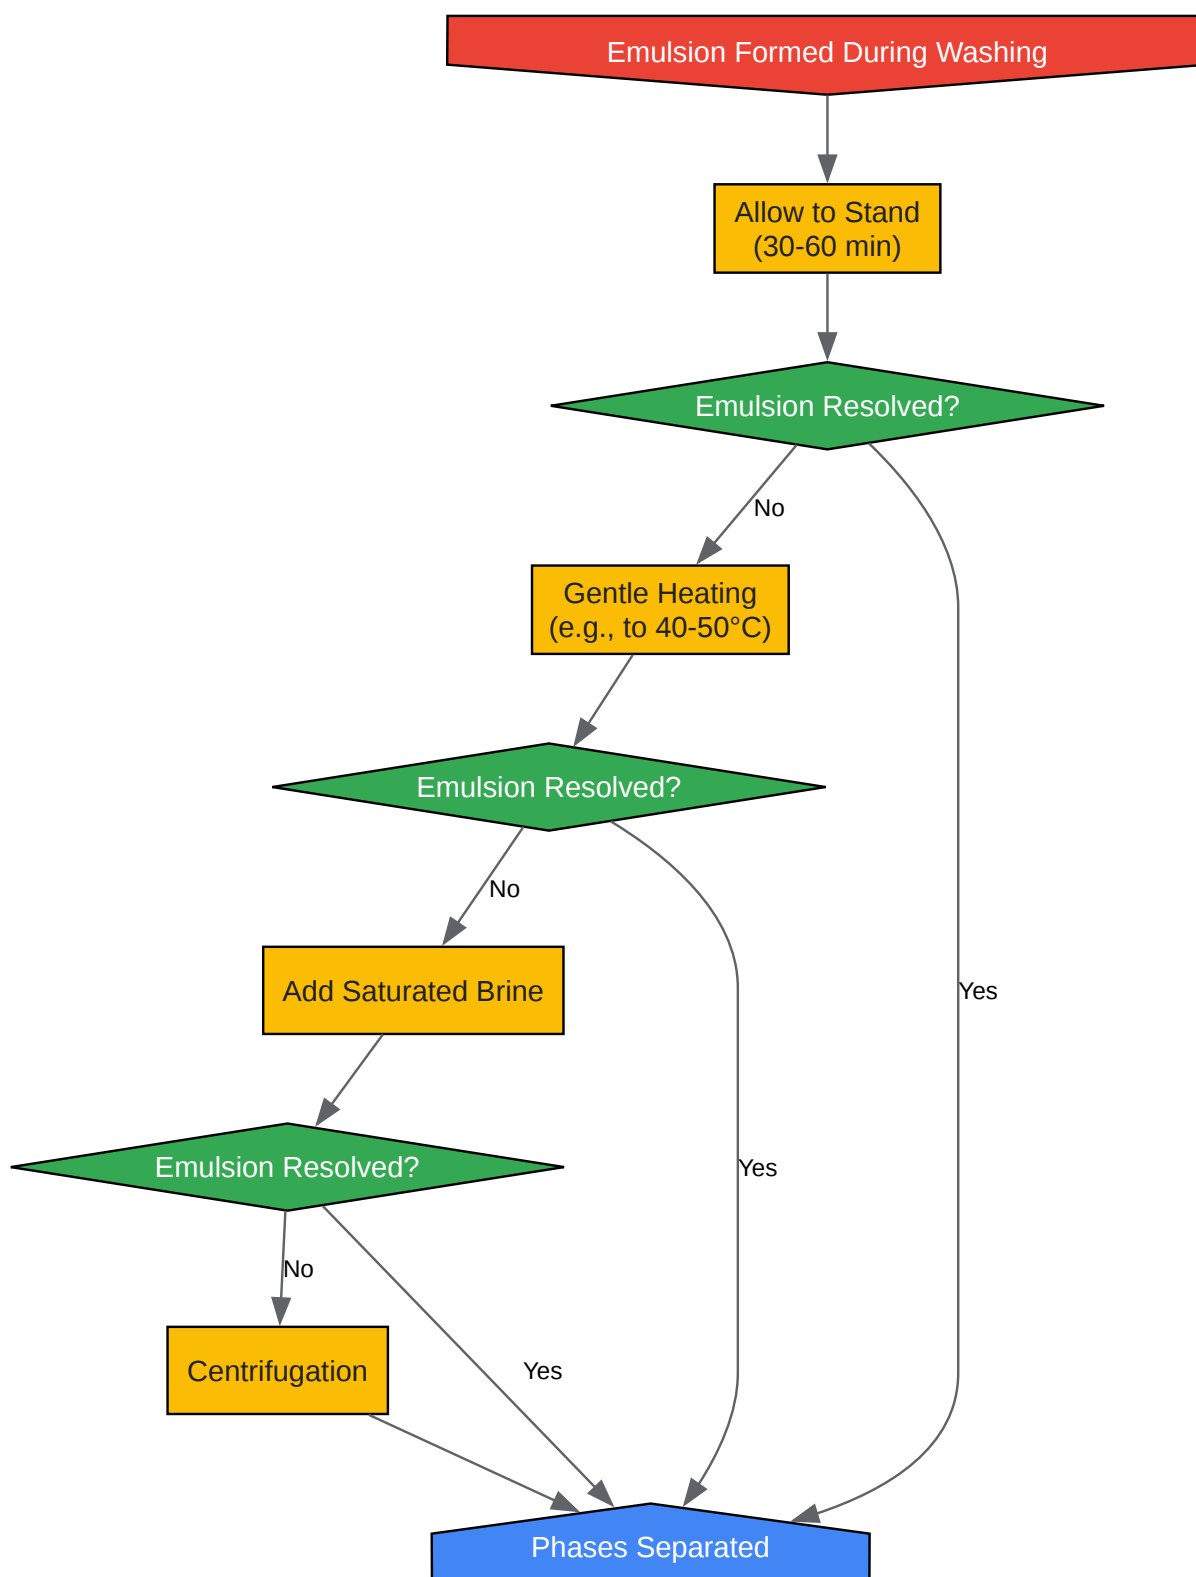 Emulsion Formed During Washing
Allow to Stand
(30-60 min)
Emulsion Resolved?
No
Gentle Heating
(e.g., to 40-50°C)
Emulsion Resolved?
No
Add Saturated Brine
Yes
Emulsion Resolved?
Yes
No
Centrifugation
Yes
Phases Separated